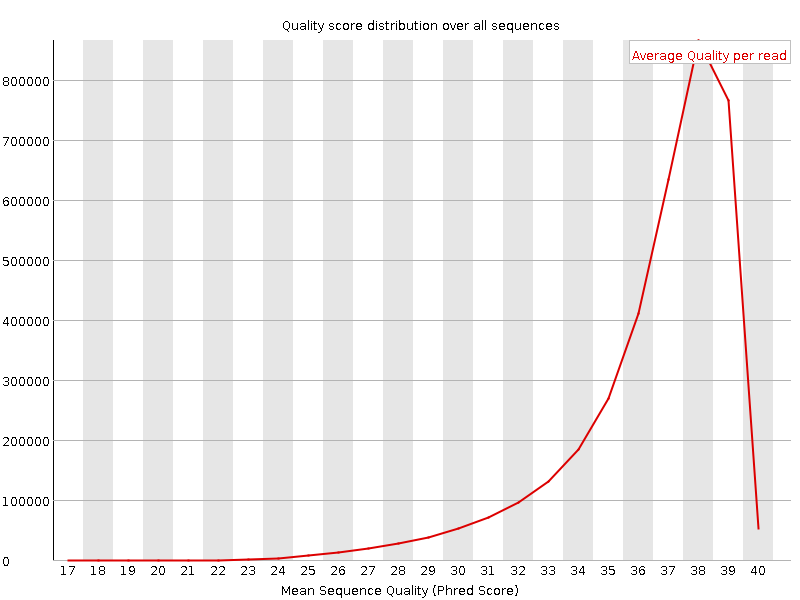 Quality score distribution over all sequences
Average Quality per read
800000
700000
600000
500000
400000
300000
200000
100000
0
17 18 19 20 21 22 23 24 25 26 27 28 29 30 31 32 33 34 35 36 37 38 39 40
Mean Sequence Quality (Phred Score)